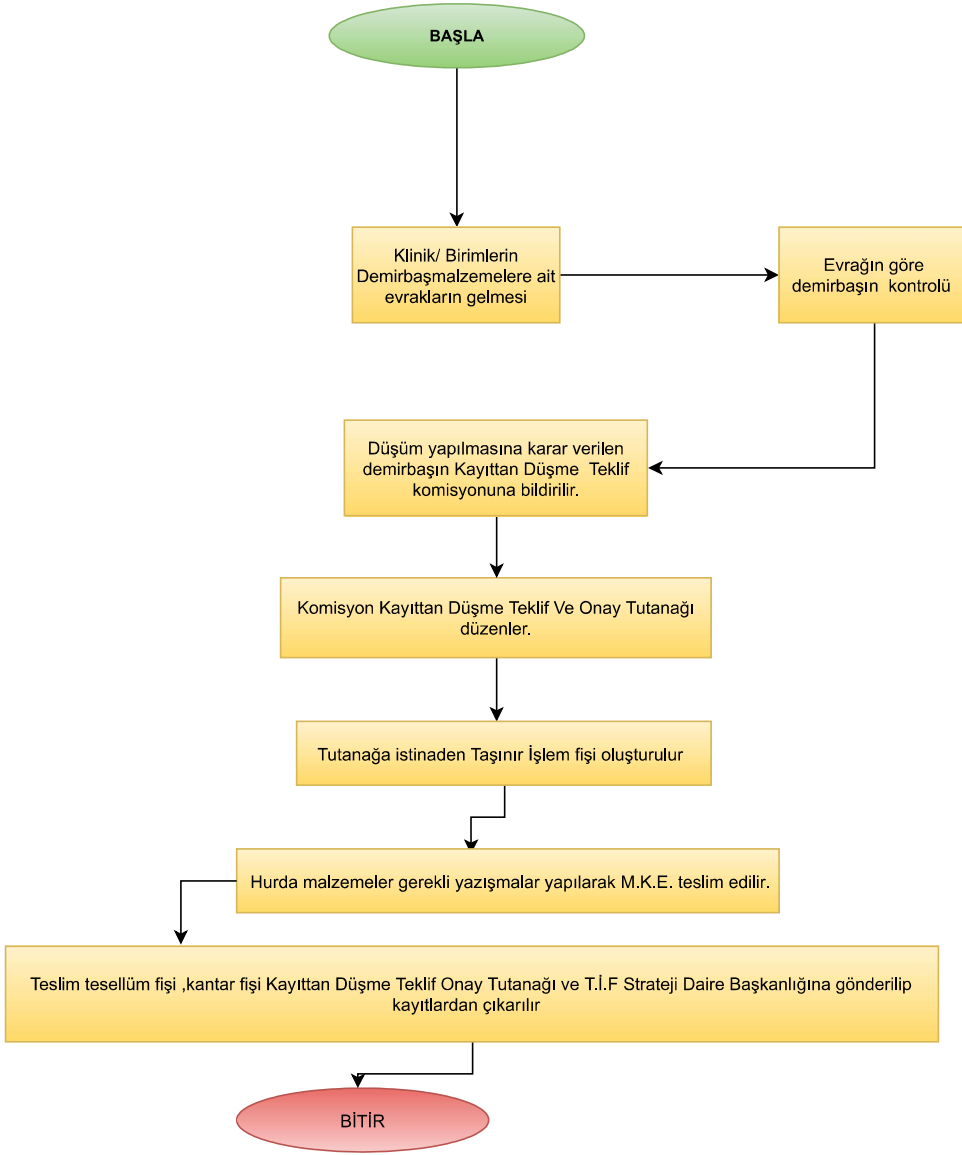 BAŞLA
Klinik/ Birimlerin
Demirbaşmalzemelere ait
evrakların gelmesi
Evrağın göre
demirbaşın kontrolü
Düşüm yapılmasına karar verilen
demirbaşın Kayıttan Düşme Teklif
komisyonuna bildirilir.
Komisyon Kayıttan Düşme Teklif Ve Onay Tutanağı
düzenler.
Tutanağa istinaden Taşınır İşlem fişi oluşturulur
Hurda malzemeler gerekli yazışmalar yapılarak M.K.E. teslim edilir.
Teslim tesellüm fişi ,kantar fişi Kayıttan Düşme Teklif Onay Tutanağı ve T.İ.F Strateji Daire Başkanlığına gönderilip
kayıtlardan çıkarılır
BİTİR